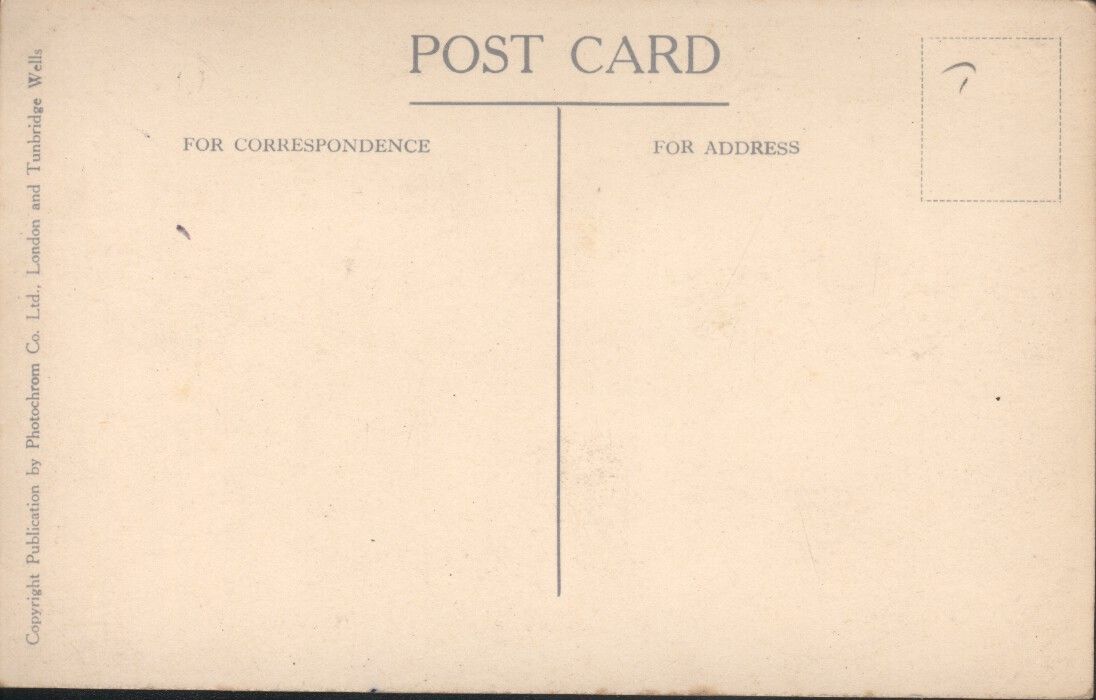 POST CARD
FOR CORRESPONDENCE
FOR ADDRESS
Copyright Publication by Photochrom Co. Ltd., London and Tunbridge Wells